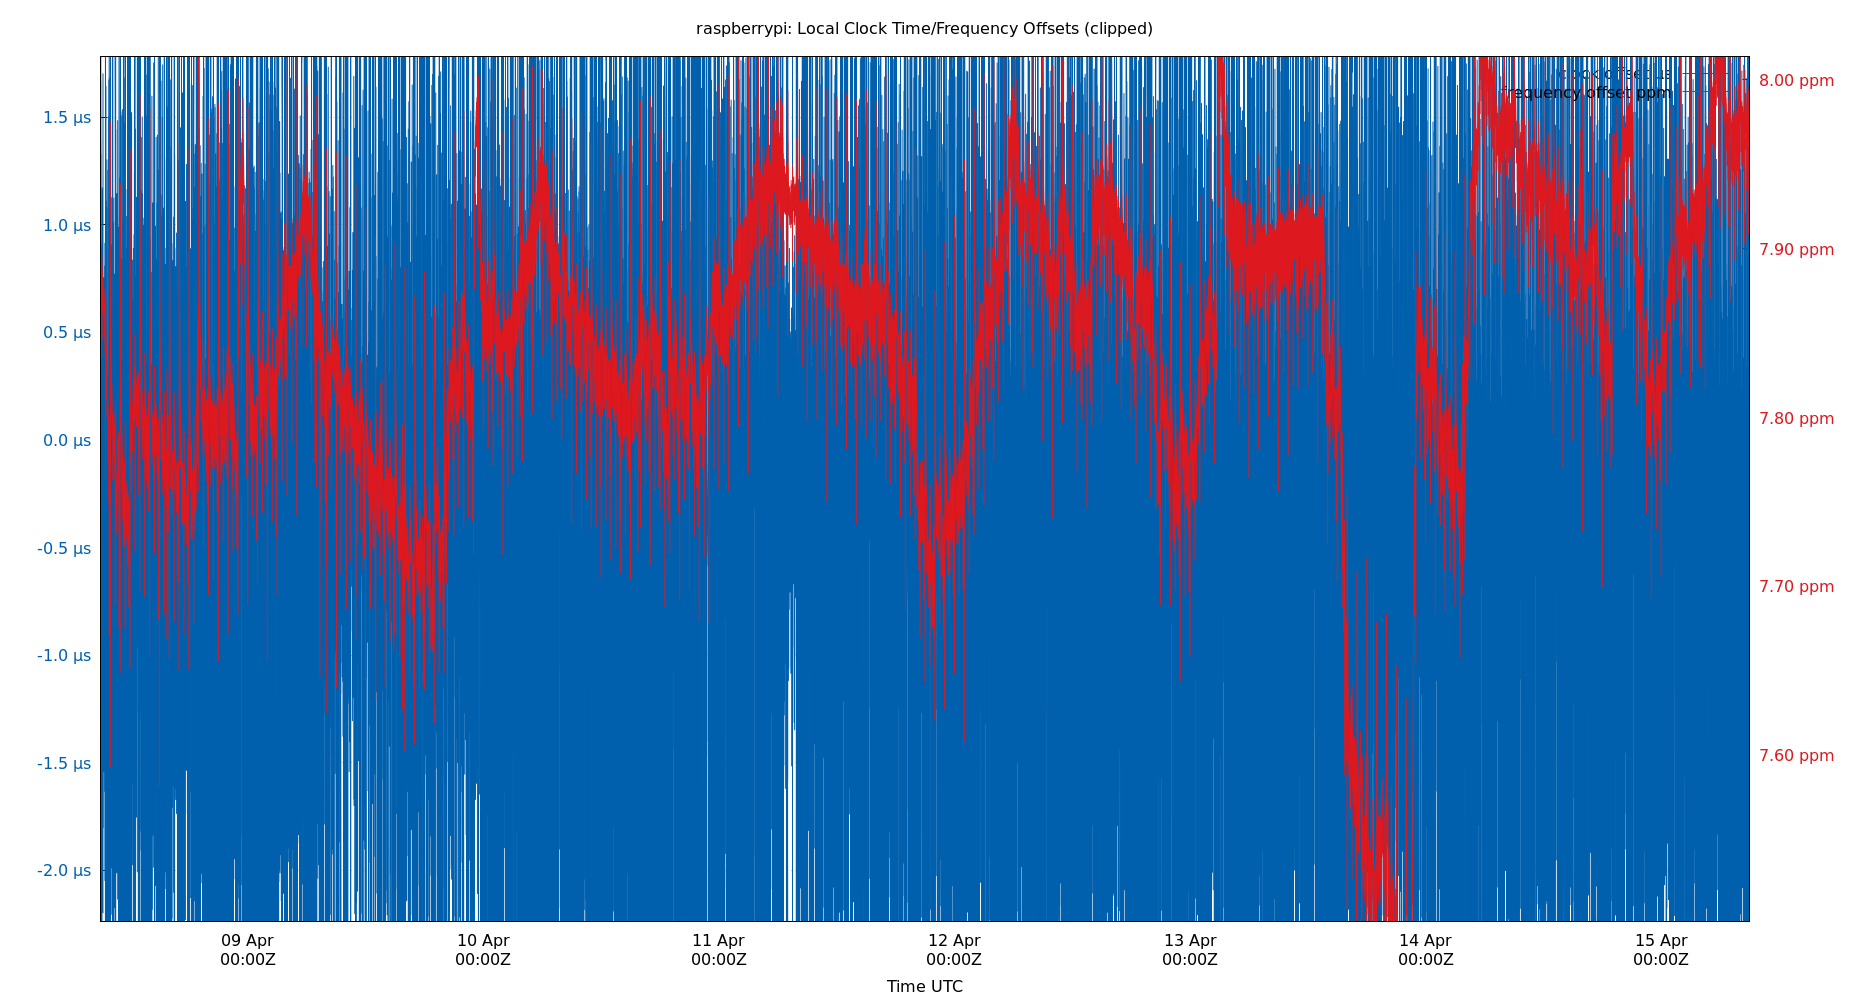 raspberrypi: Local Clock Time/Frequency Offsets (clipped)
clock offset µs
frequency offset ppm
1.5 µs
1.0 µs
0.5 µs
0.0 µs
-0.5 µs
-1.0 µs
-1.5 µs
-2.0 µs
8.00 ppm
7.90 ppm
7.80 ppm
7.70 ppm
7.60 ppm
09 Apr
00:00Z
10 Apr
00:00Z
11 Apr
00:00Z
12 Apr
00:00Z
13 Apr
00:00Z
14 Apr
00:00Z
15 Apr
00:00Z
Time UTC